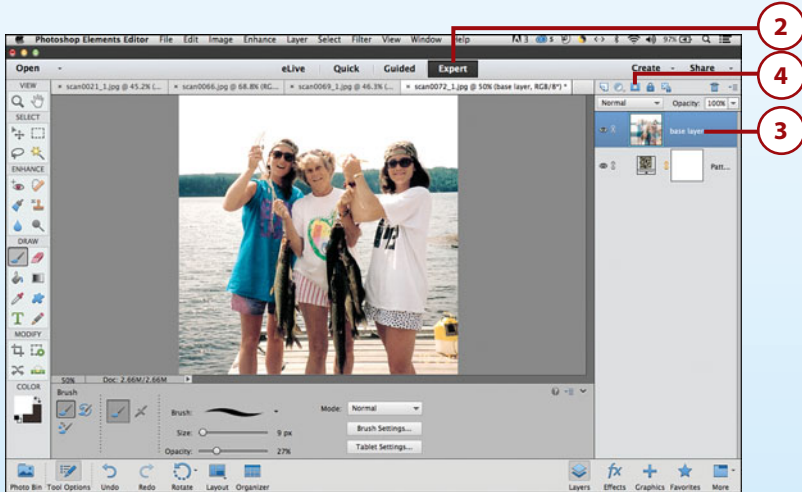 Photoshop Elements Editor File Edit Image Enhance Layer Select Filter View Window Help 97%
2
Open eLive Quick Guided Expert Create Share
4
VIEW × scan0021_1.jpg @ 45.2% (... × scan0066.jpg @ 68.8% (RG... × scan0069_1.jpg @ 46.3% (... × scan0072_1.jpg @ 50% (base layer, RGB/8*) *
Normal Opacity: 100%
SELECT
base layer
3
Patt...
ENHANCE
DRAW
T
MODIFY
50% Doc: 2.66M/2.66M
COLOR
Brush
Brush: Mode: Normal
Size: 9 px Brush Settings...
Opacity: 27% Tablet Settings...
Photo Bin Tool Options Undo Redo Rotate Layout Organizer Layers Effects Graphics Favorites More
fx